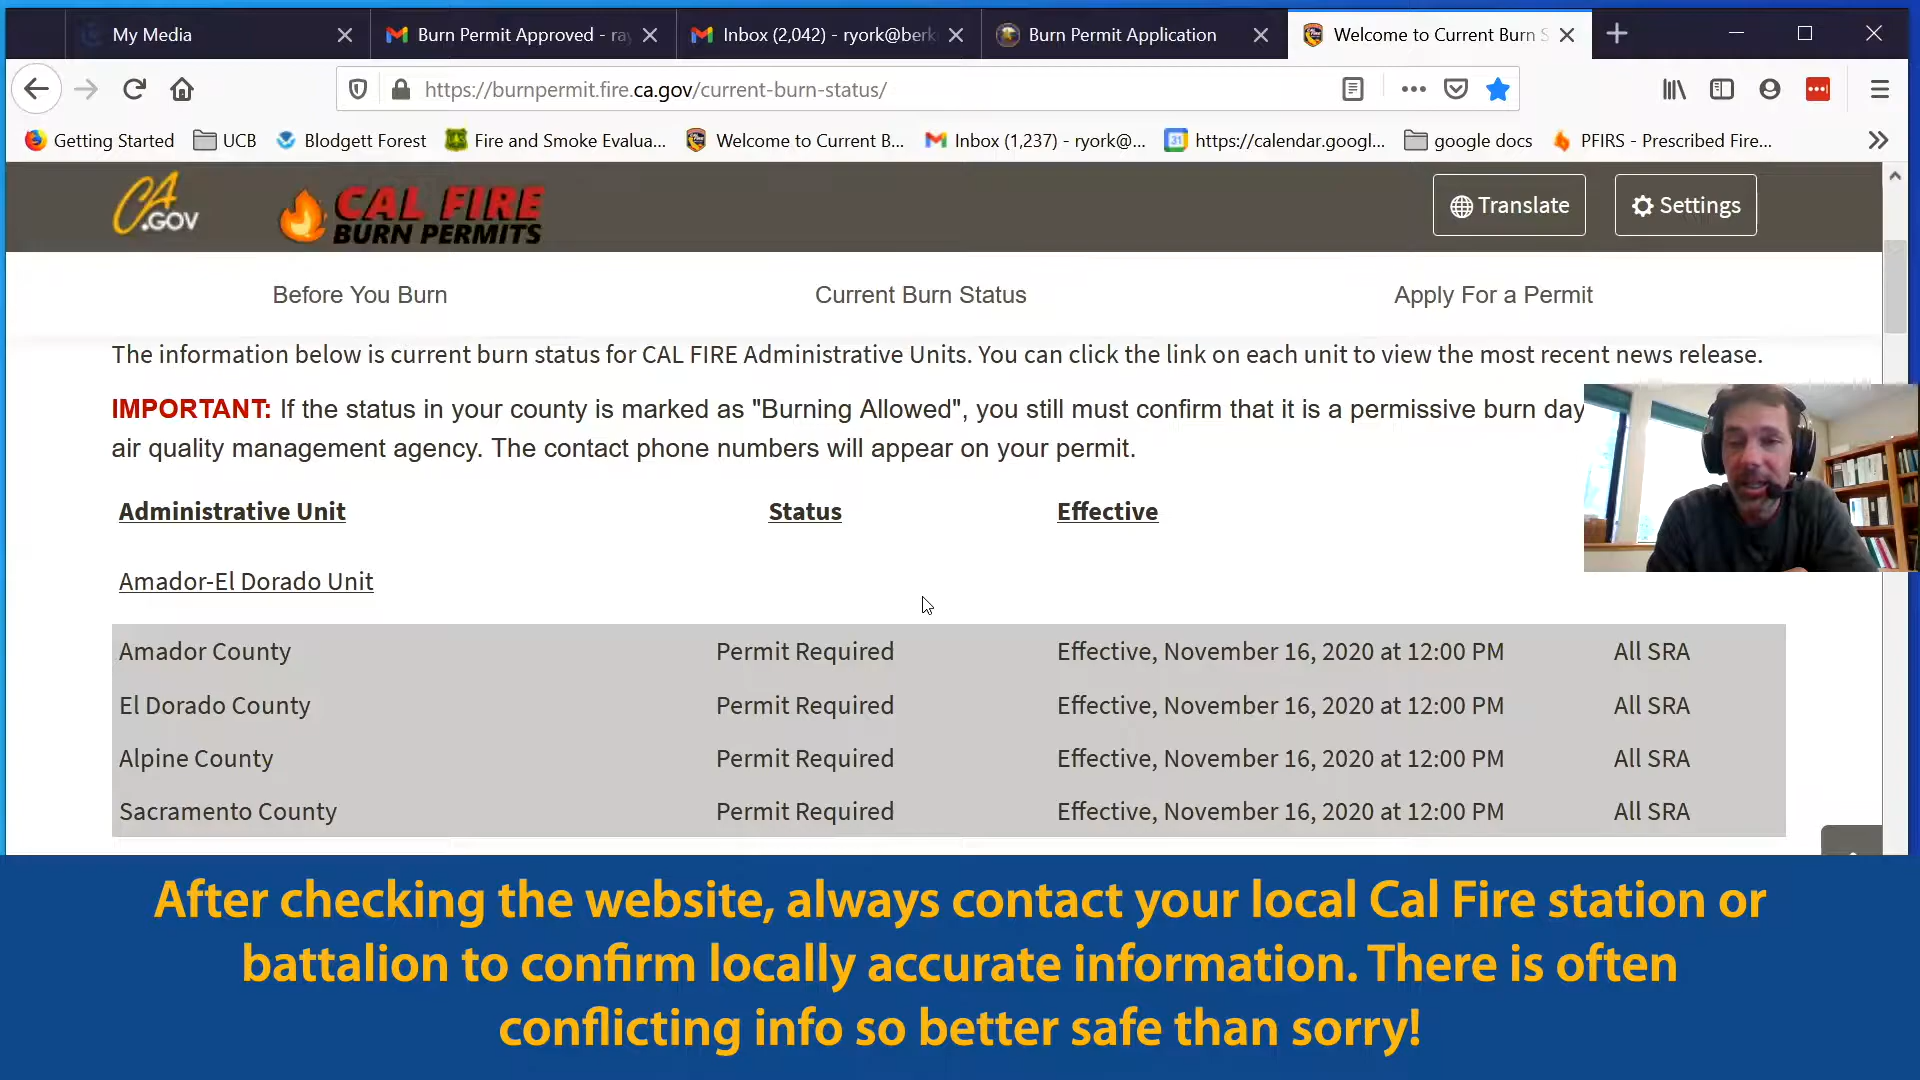 My Media
Burn Permit Approved - ray
Inbox (2,042) - ryork@berk
Burn Permit Application
Welcome to Current Burn S
https://burnpermit.fire.ca.gov/current-burn-status/
Getting Started
UCB
Blodgett Forest
Fire and Smoke Evalua...
Welcome to Current B...
Inbox (1,237) - ryork@...
31
https://calendar.googl...
google docs
PFIRS - Prescribed Fire...
CA.GOV
CAL FIRE
BURN PERMITS
Translate
Settings
Before You Burn
Current Burn Status
Apply For a Permit
The information below is current burn status for CAL FIRE Administrative Units. You can click the link on each unit to view the most recent news release.
IMPORTANT: If the status in your county is marked as "Burning Allowed", you still must confirm that it is a permissive burn day
air quality management agency. The contact phone numbers will appear on your permit.
Administrative Unit Status Effective
Amador-El Dorado Unit
Amador County Permit Required Effective, November 16, 2020 at 12:00 PM All SRA
El Dorado County Permit Required Effective, November 16, 2020 at 12:00 PM All SRA
Alpine County Permit Required Effective, November 16, 2020 at 12:00 PM All SRA
Sacramento County Permit Required Effective, November 16, 2020 at 12:00 PM All SRA
After checking the website, always contact your local Cal Fire station or
battalion to confirm locally accurate information. There is often
conflicting info so better safe than sorry!